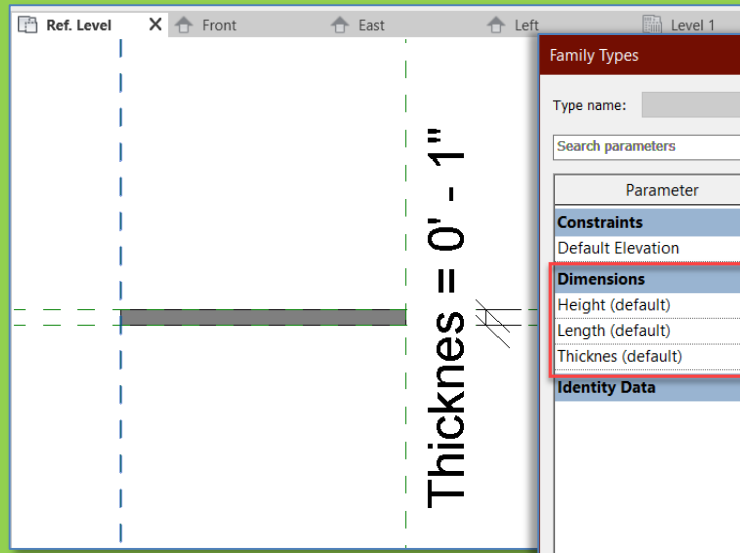 Ref. Level
Front
East
Left
Level 1
Thicknes = 0' - 1"
Family Types
Type name:
Search parameters
Parameter
Constraints
Default Elevation
Dimensions
Height (default)
Length (default)
Thicknes (default)
Identity Data